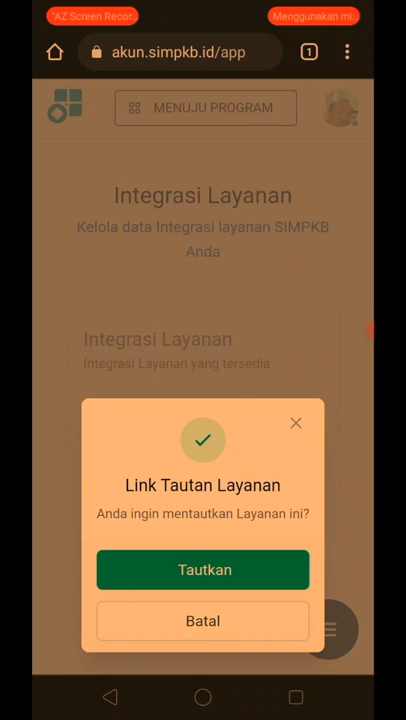 "AZ Screen Recor...
Menggunakan mi...
akun.simpkb.id/app
1
MENUJU PROGRAM
Integrasi Layanan
Kelola data Integrasi layanan SIMPKB
Anda
Integrasi Layanan
Integrasi Layanan yang tersedia
Link Tautan Layanan
Anda ingin mentautkan Layanan ini?
Tautkan
Batal